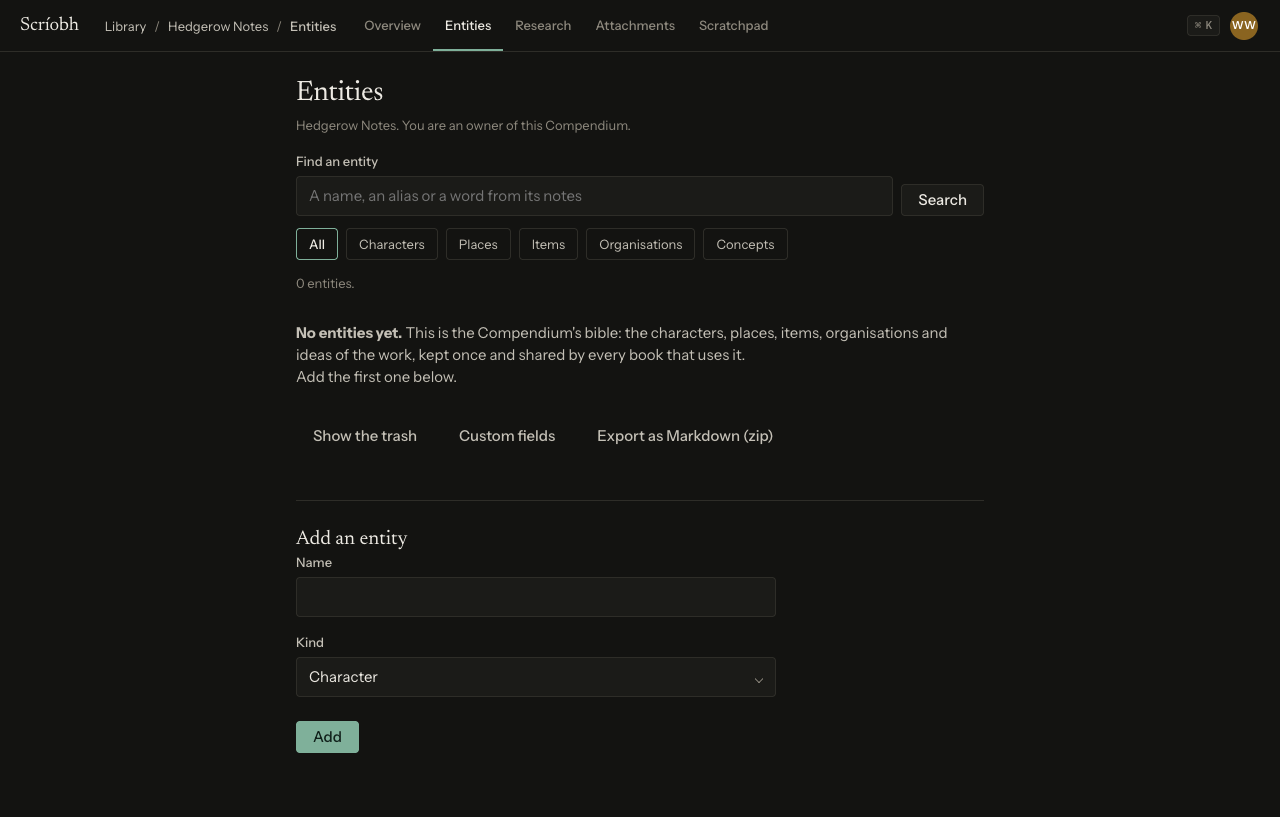 Scríobh
Library / Hedgerow Notes / Entities
Overview
Entities
Research
Attachments
Scratchpad
⌘ K
WW
Entities
Hedgerow Notes. You are an owner of this Compendium.
Find an entity
A name, an alias or a word from its notes
Search
All
Characters
Places
Items
Organisations
Concepts
0 entities.
No entities yet. This is the Compendium's bible: the characters, places, items, organisations and
ideas of the work, kept once and shared by every book that uses it.
Add the first one below.
Show the trash
Custom fields
Export as Markdown (zip)
Add an entity
Name
Kind
Character
Add